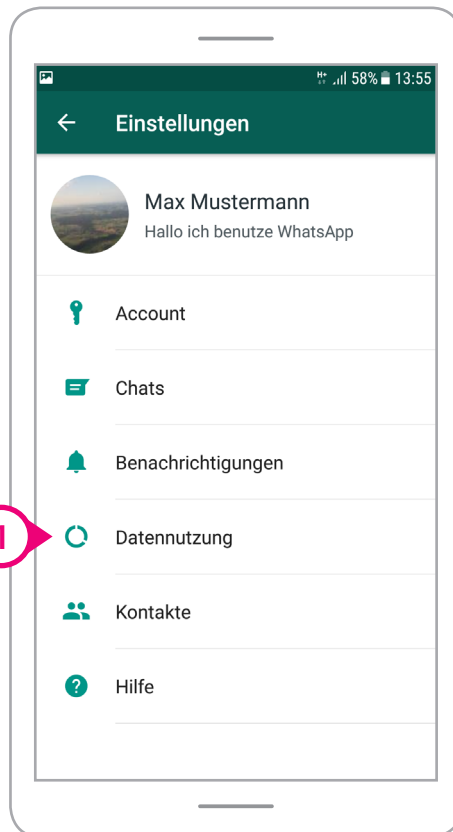 H+ 58% 13:55
Einstellungen
Max Mustermann
Hallo ich benutze WhatsApp
Account
Chats
Benachrichtigungen
Datennutzung
Kontakte
? Hilfe